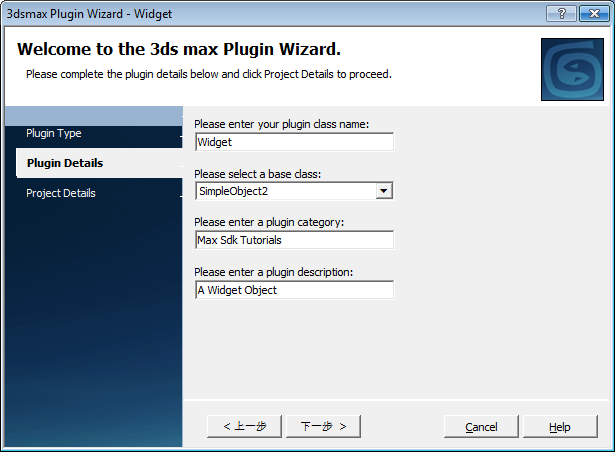 3dsmax Plugin Wizard - Widget
Welcome to the 3ds max Plugin Wizard.
Please complete the plugin details below and click Project Details to proceed.
Plugin Type
Plugin Details
Project Details
Please enter your plugin class name:
Widget
Please select a base class:
SimpleObject2
Please enter a plugin category:
Max Sdk Tutorials
Please enter a plugin description:
A Widget Object
< 上一步
下一步 >
Cancel
Help